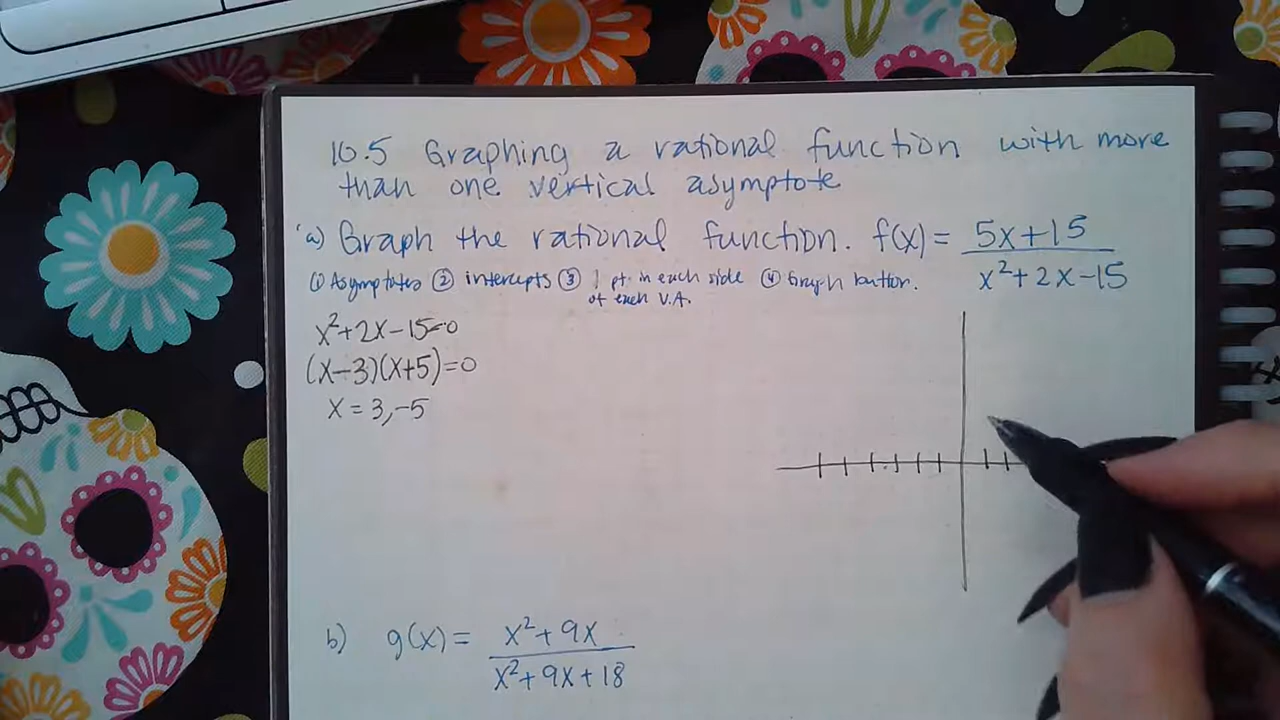 10.5 Graphing a rational function with more
than one vertical asymptote
a) Graph the rational function. f(x) = 5x+15 / x²+2x-15
① Asymptotes ② intercepts ③ 1 pt. in each side of each V.A. ④ Graph button.
x²+2x-15=0
(x-3)(x+5)=0
x = 3,-5
b) g(x) = x²+9x / x²+9x+18